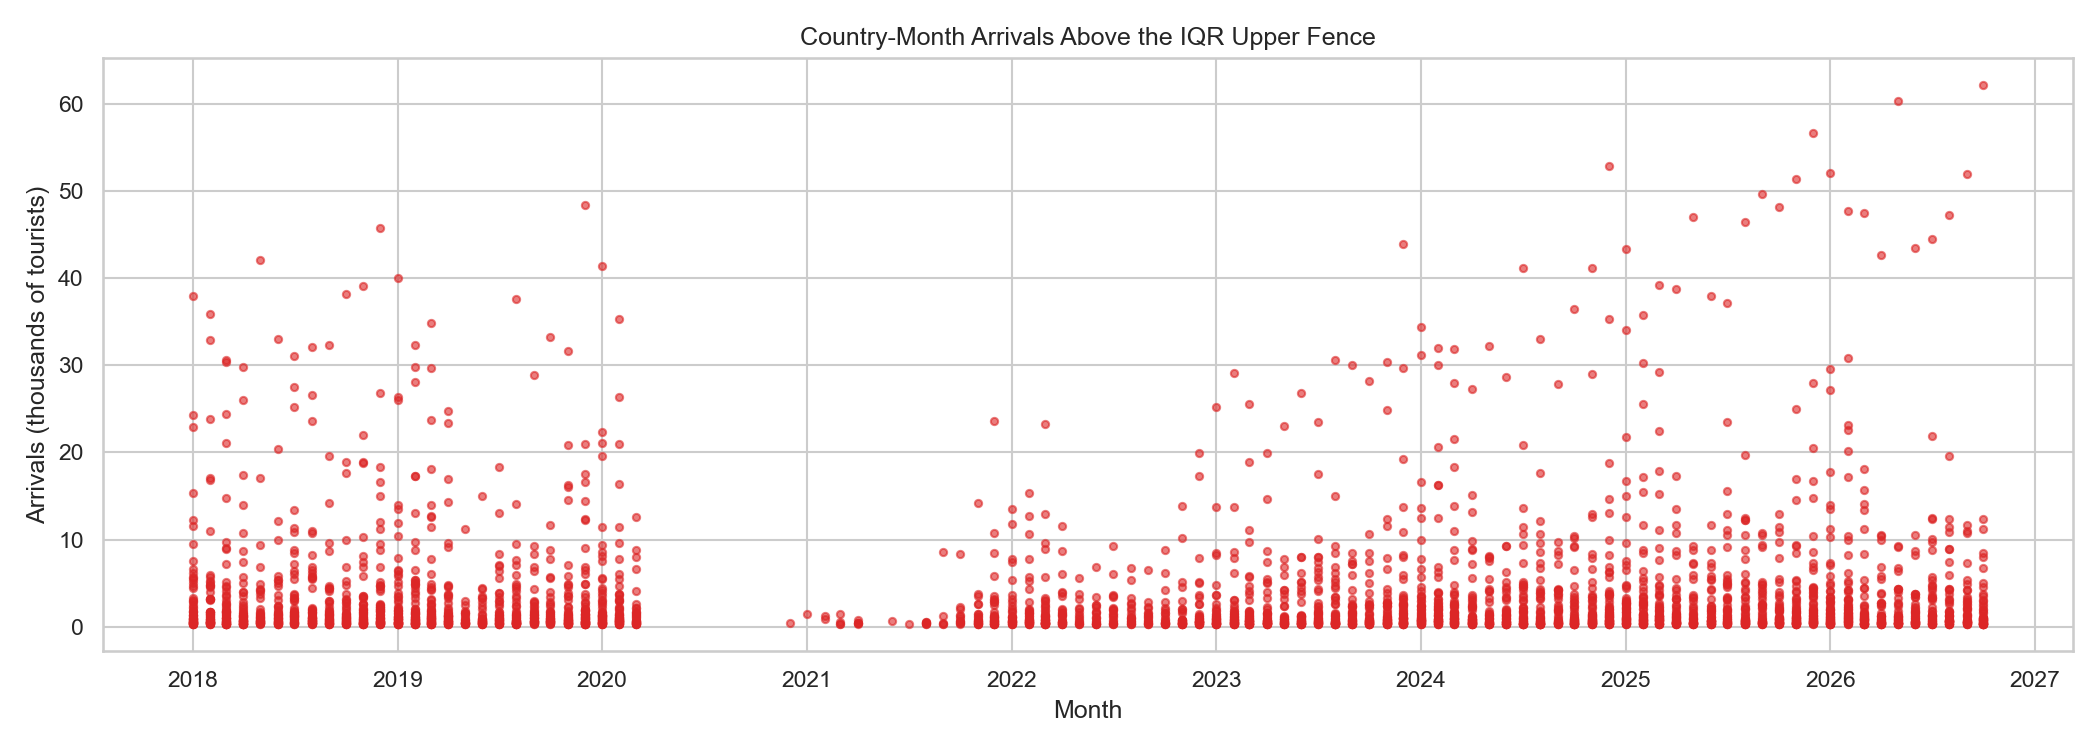 Country-Month Arrivals Above the IQR Upper Fence
Arrivals (thousands of tourists)
60
50
40
30
20
10
0
2018 2019 2020 2021 2022 2023 2024 2025 2026 2027
Month